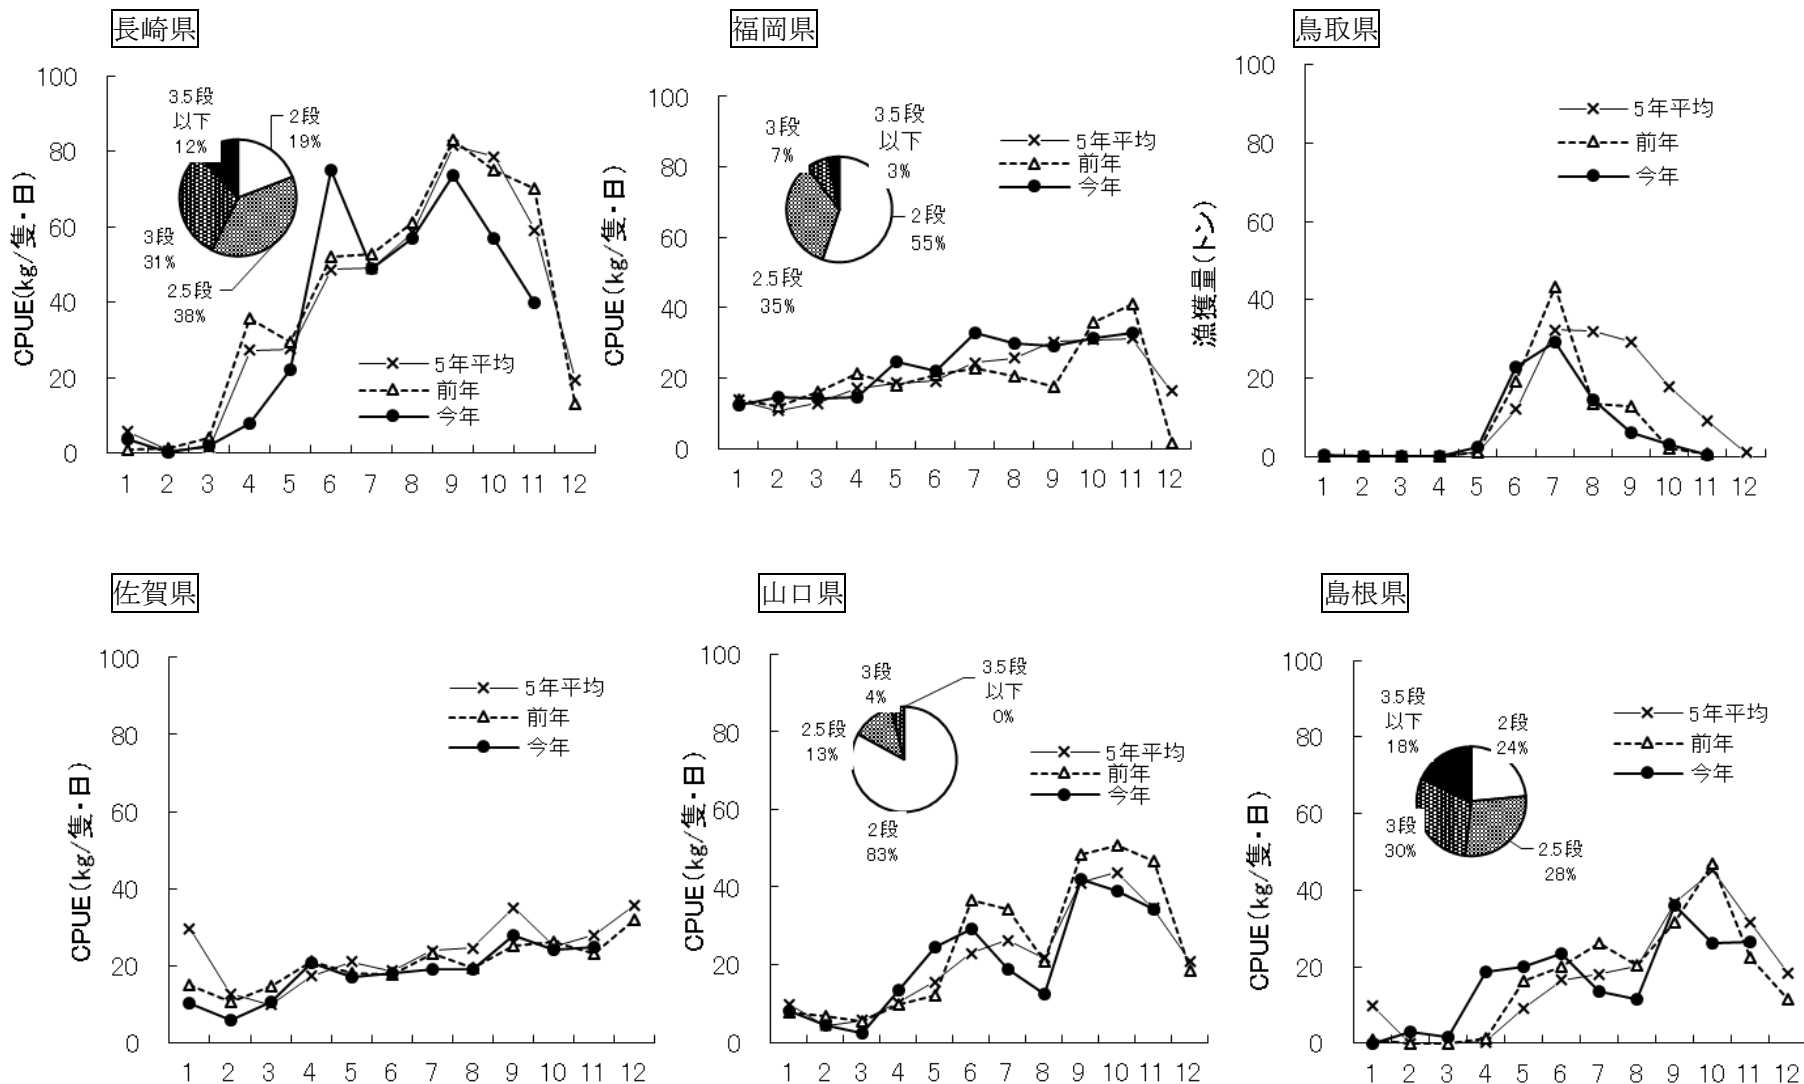 長崎県
CPUE(kg/隻・日)
100
80
60
40
20
0
3.5段
以下
12%
2段
19%
3段
31%
2.5段
38%
5年平均
前年
今年
1 2 3 4 5 6 7 8 9 10 11 12
福岡県
CPUE(kg/隻・日)
100
80
60
40
20
0
3段
7%
3.5段
以下
3%
2段
55%
2.5段
35%
5年平均
前年
今年
1 2 3 4 5 6 7 8 9 10 11 12
鳥取県
漁獲量(トン)
100
80
60
40
20
0
5年平均
前年
今年
1 2 3 4 5 6 7 8 9 10 11 12
佐賀県
CPUE(kg/隻・日)
100
80
60
40
20
0
5年平均
前年
今年
1 2 3 4 5 6 7 8 9 10 11 12
山口県
CPUE(kg/隻・日)
100
80
60
40
20
0
3段
4%
3.5段
以下
0%
2.5段
13%
2段
83%
5年平均
前年
今年
1 2 3 4 5 6 7 8 9 10 11 12
島根県
CPUE(kg/隻・日)
100
80
60
40
20
0
3.5段
以下
18%
2段
24%
3段
30%
2.5段
28%
5年平均
前年
今年
1 2 3 4 5 6 7 8 9 10 11 12